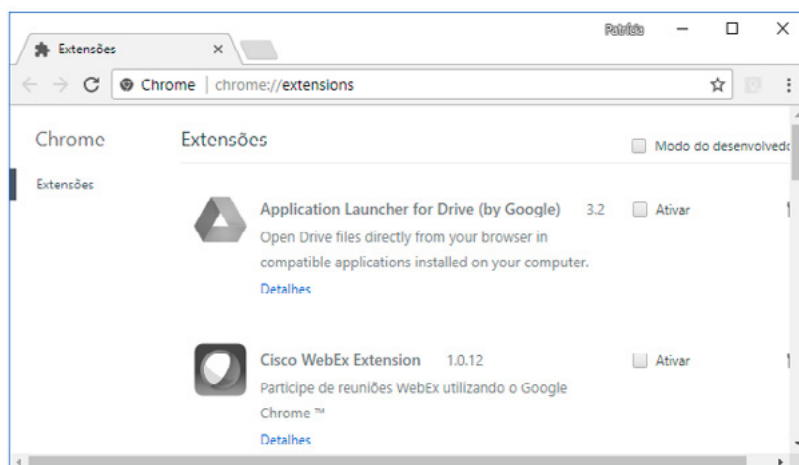 Patrícia
Extensões
Chrome | chrome://extensions
Chrome
Extensões
Modo do desenvolvedo
Extensões
Application Launcher for Drive (by Google) 3.2 Ativar
Open Drive files directly from your browser in
compatible applications installed on your computer.
Detalhes
Cisco WebEx Extension 1.0.12 Ativar
Participe de reuniões WebEx utilizando o Google
Chrome ™
Detalhes